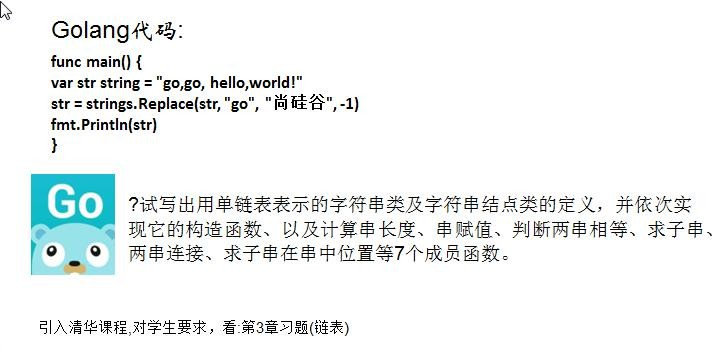 Golang代码:
func main() {
var str string = "go,go, hello,world!"
str = strings.Replace(str, "go", "尚硅谷", -1)
fmt.Println(str)
}
Go
?试写出用单链表表示的字符串类及字符串结点类的定义，并依次实
现它的构造函数、以及计算串长度、串赋值、判断两串相等、求子串、
两串连接、求子串在串中位置等7个成员函数。
引入清华课程,对学生要求，看:第3章习题(链表)